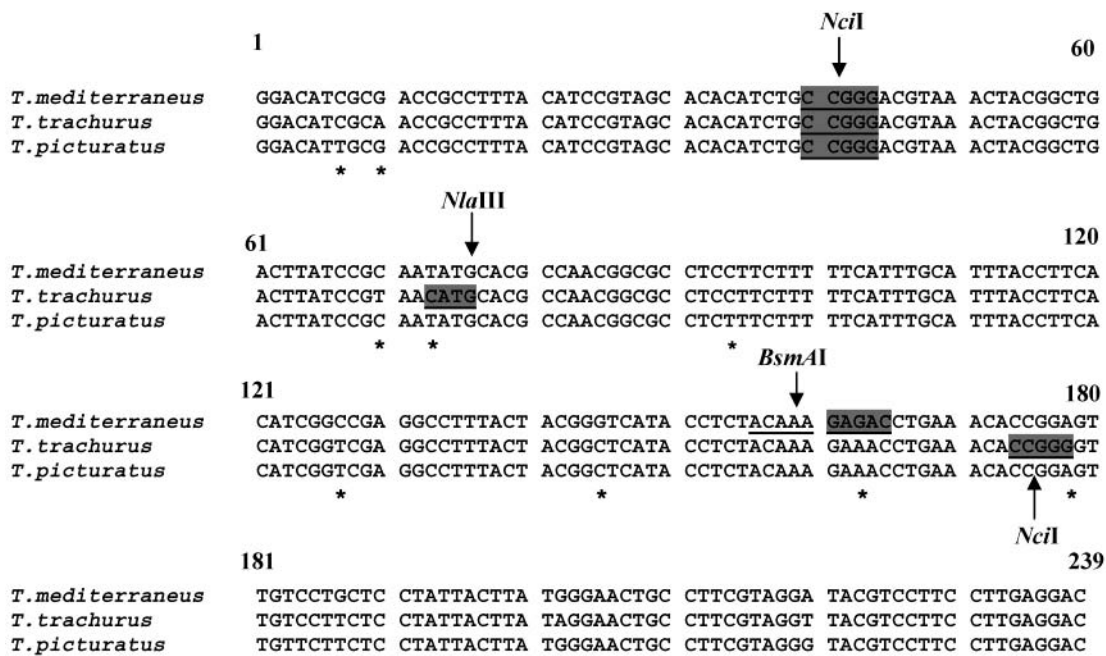 NciI
1 60
T.mediterraneus GGACATCGCG ACCGCCTTTA CATCCGTAGC ACACATCTGC CGGGACGTAA ACTACGGCTG
T.trachurus GGACATCGCA ACCGCCTTTA CATCCGTAGC ACACATCTGC CGGGACGTAA ACTACGGCTG
T.picturatus GGACATTGCG ACCGCCTTTA CATCCGTAGC ACACATCTGC CGGGACGTAA ACTACGGCTG
* *
NlaIII
61 120
T.mediterraneus ACTTATCCGC AATATGCACG CCAACGGCGC CTCCTTCTTT TTCATTTGCA TTTACCTTCA
T.trachurus ACTTATCCGT AACATGCACG CCAACGGCGC CTCCTTCTTT TTCATTTGCA TTTACCTTCA
T.picturatus ACTTATCCGC AATATGCACG CCAACGGCGC CTCTTTCTTT TTCATTTGCA TTTACCTTCA
* * *
BsmAI
121 180
T.mediterraneus CATCGGCCGA GGCCTTTACT ACGGGTCATA CCTCTACAAA GAGACCTGAA ACACCGGAGT
T.trachurus CATCGGTCGA GGCCTTTACT ACGGCTCATA CCTCTACAAA GAAACCTGAA ACACCGGGGT
T.picturatus CATCGGTCGA GGCCTTTACT ACGGCTCATA CCTCTACAAA GAAACCTGAA ACACCGGAGT
* * * *
NciI
181 239
T.mediterraneus TGTCCTGCTC CTATTACTTA TGGGAACTGC CTTCGTAGGA TACGTCCTTC CTTGAGGAC
T.trachurus TGTCCTTCTC CTATTACTTA TAGGAACTGC CTTCGTAGGT TACGTCCTTC CTTGAGGAC
T.picturatus TGTTCTTCTC CTATTACTTA TGGGAACTGC CTTCGTAGGG TACGTCCTTC CTTGAGGAC